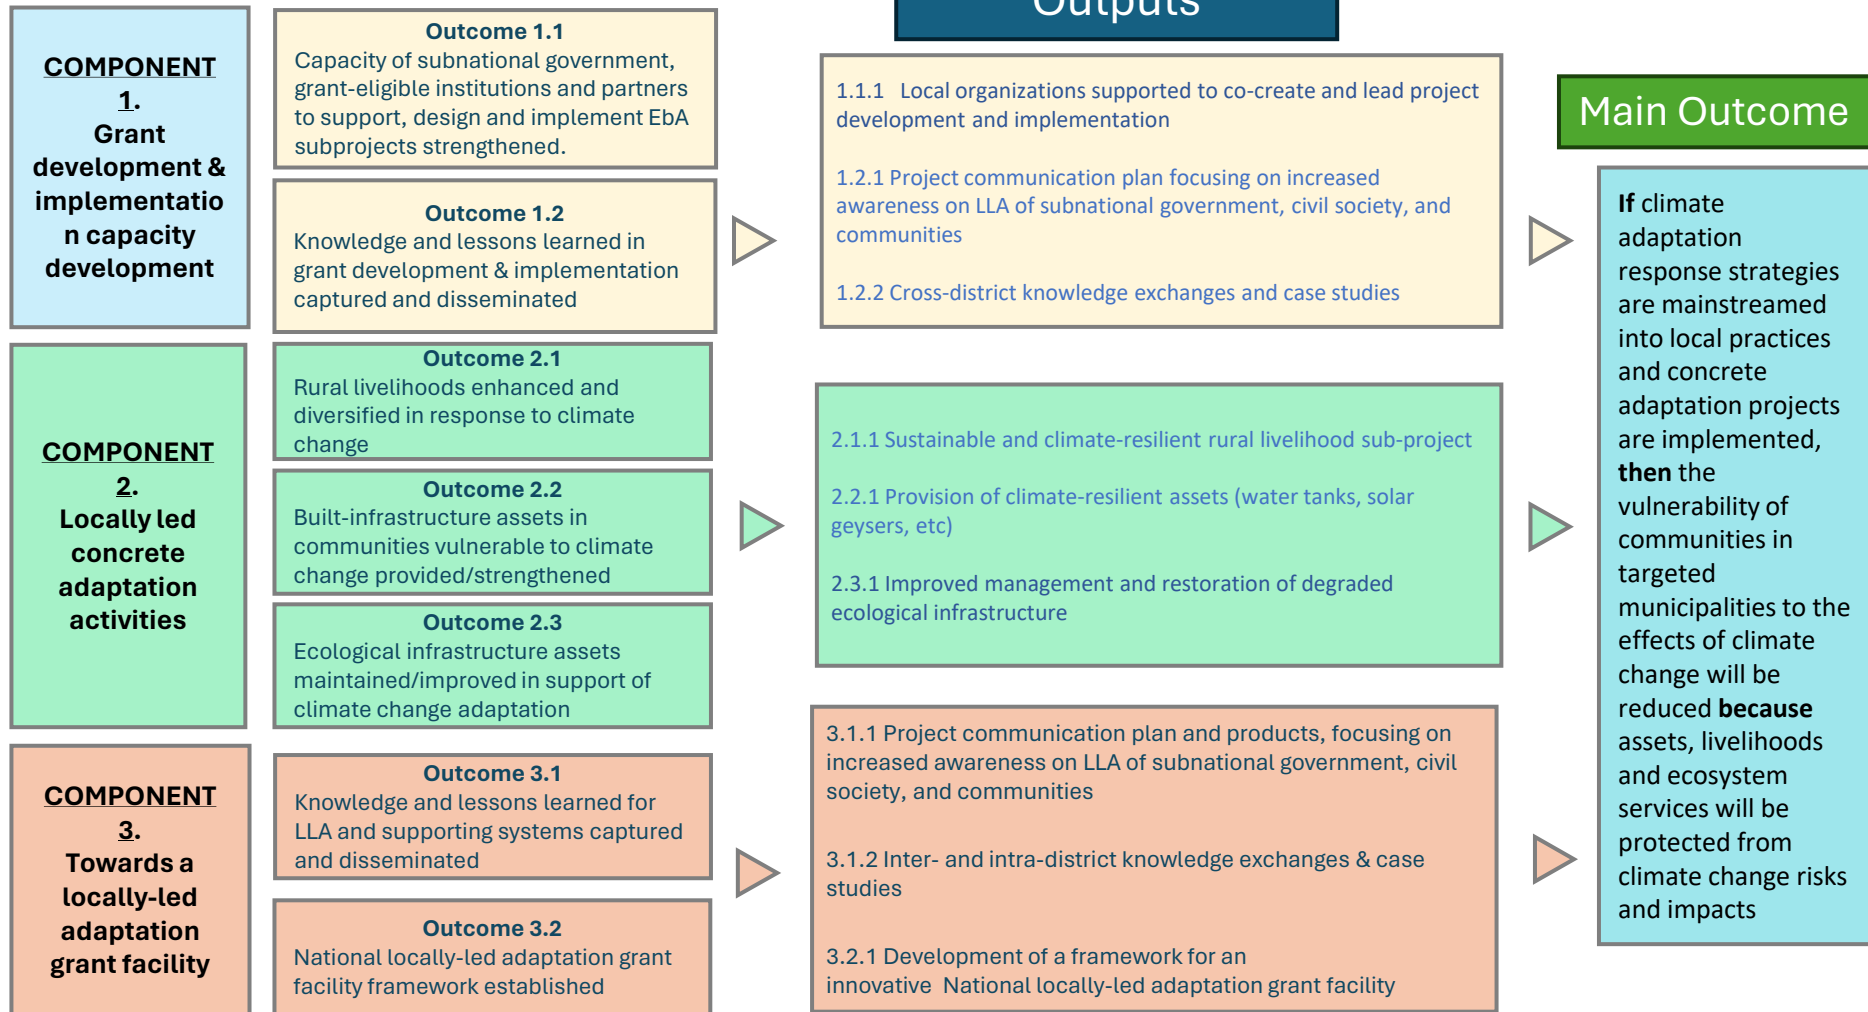 Outputs
Main Outcome
COMPONENT
1.
Grant
development &
implementatio
n capacity
development
Outcome 1.1
Capacity of subnational government,
grant-eligible institutions and partners
to support, design and implement EbA
subprojects strengthened.
Outcome 1.2
Knowledge and lessons learned in
grant development & implementation
captured and disseminated
1.1.1 Local organizations supported to co-create and lead project
development and implementation
1.2.1 Project communication plan focusing on increased
awareness on LLA of subnational government, civil society, and
communities
1.2.2 Cross-district knowledge exchanges and case studies
COMPONENT
2.
Locally led
concrete
adaptation
activities
Outcome 2.1
Rural livelihoods enhanced and
diversified in response to climate
change
Outcome 2.2
Built-infrastructure assets in
communities vulnerable to climate
change provided/strengthened
Outcome 2.3
Ecological infrastructure assets
maintained/improved in support of
climate change adaptation
2.1.1 Sustainable and climate-resilient rural livelihood sub-project
2.2.1 Provision of climate-resilient assets (water tanks, solar
geysers, etc)
2.3.1 Improved management and restoration of degraded
ecological infrastructure
COMPONENT
3.
Towards a
locally-led
adaptation
grant facility
Outcome 3.1
Knowledge and lessons learned for
LLA and supporting systems captured
and disseminated
Outcome 3.2
National locally-led adaptation grant
facility framework established
3.1.1 Project communication plan and products, focusing on
increased awareness on LLA of subnational government, civil
society, and communities
3.1.2 Inter- and intra-district knowledge exchanges & case
studies
3.2.1 Development of a framework for an
innovative National locally-led adaptation grant facility
If climate
adaptation
response strategies
are mainstreamed
into local practices
and concrete
adaptation projects
are implemented,
then the
vulnerability of
communities in
targeted
municipalities to the
effects of climate
change will be
reduced because
assets, livelihoods
and ecosystem
services will be
protected from
climate change risks
and impacts